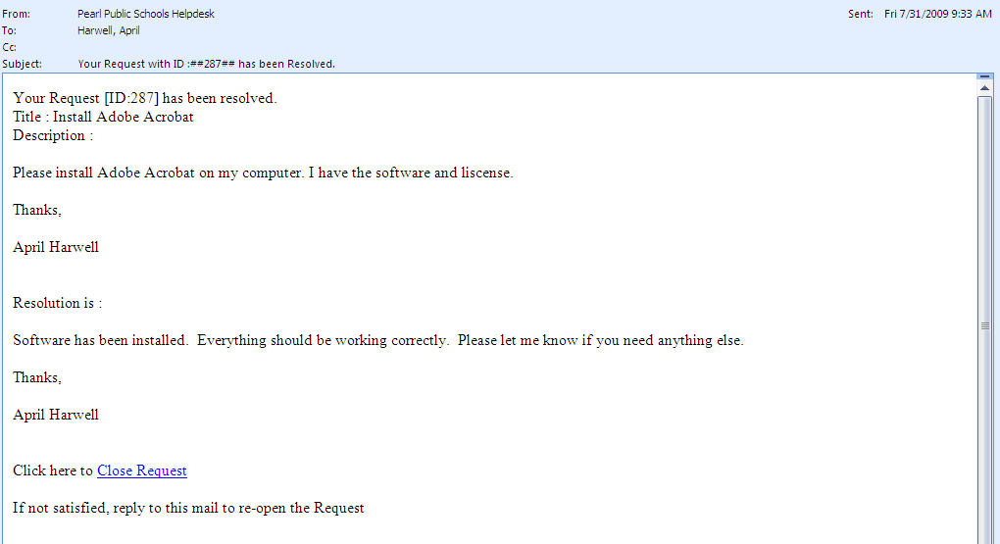 From: Pearl Public Schools Helpdesk Sent: Fri 7/31/2009 9:33 AM
To: Harwell, April
Cc:
Subject: Your Request with ID :##287## has been Resolved.
Your Request [ID:287] has been resolved.
Title : Install Adobe Acrobat
Description :
Please install Adobe Acrobat on my computer. I have the software and liscense.
Thanks,
April Harwell
Resolution is :
Software has been installed.  Everything should be working correctly.  Please let me know if you need anything else.
Thanks,
April Harwell
Click here to Close Request
If not satisfied, reply to this mail to re-open the Request